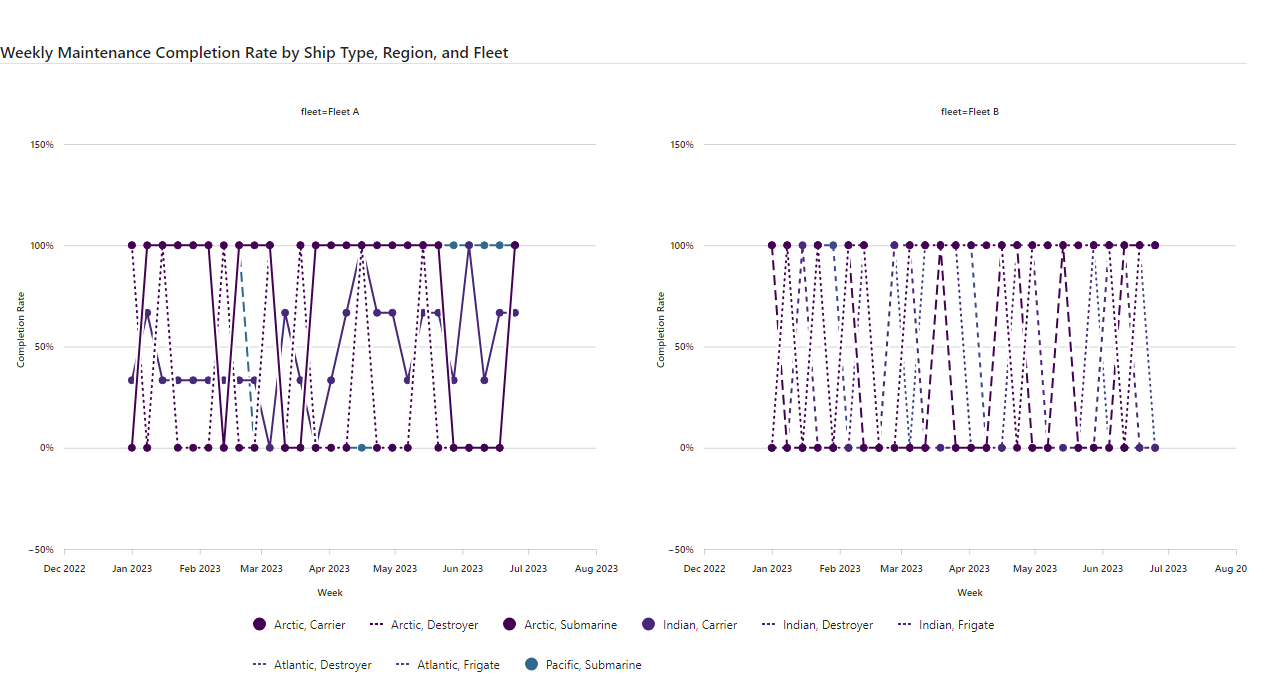 Weekly Maintenance Completion Rate by Ship Type, Region, and Fleet
fleet=Fleet A
fleet=Fleet B
150%
100%
50%
0%
−50%
Completion Rate
Dec 2022 Jan 2023 Feb 2023 Mar 2023 Apr 2023 May 2023 Jun 2023 Jul 2023 Aug 2023
Week
150%
100%
50%
0%
−50%
Completion Rate
Dec 2022 Jan 2023 Feb 2023 Mar 2023 Apr 2023 May 2023 Jun 2023 Jul 2023 Aug 20
Week
Arctic, Carrier Arctic, Destroyer Arctic, Submarine Indian, Carrier Indian, Destroyer Indian, Frigate
Atlantic, Destroyer Atlantic, Frigate Pacific, Submarine